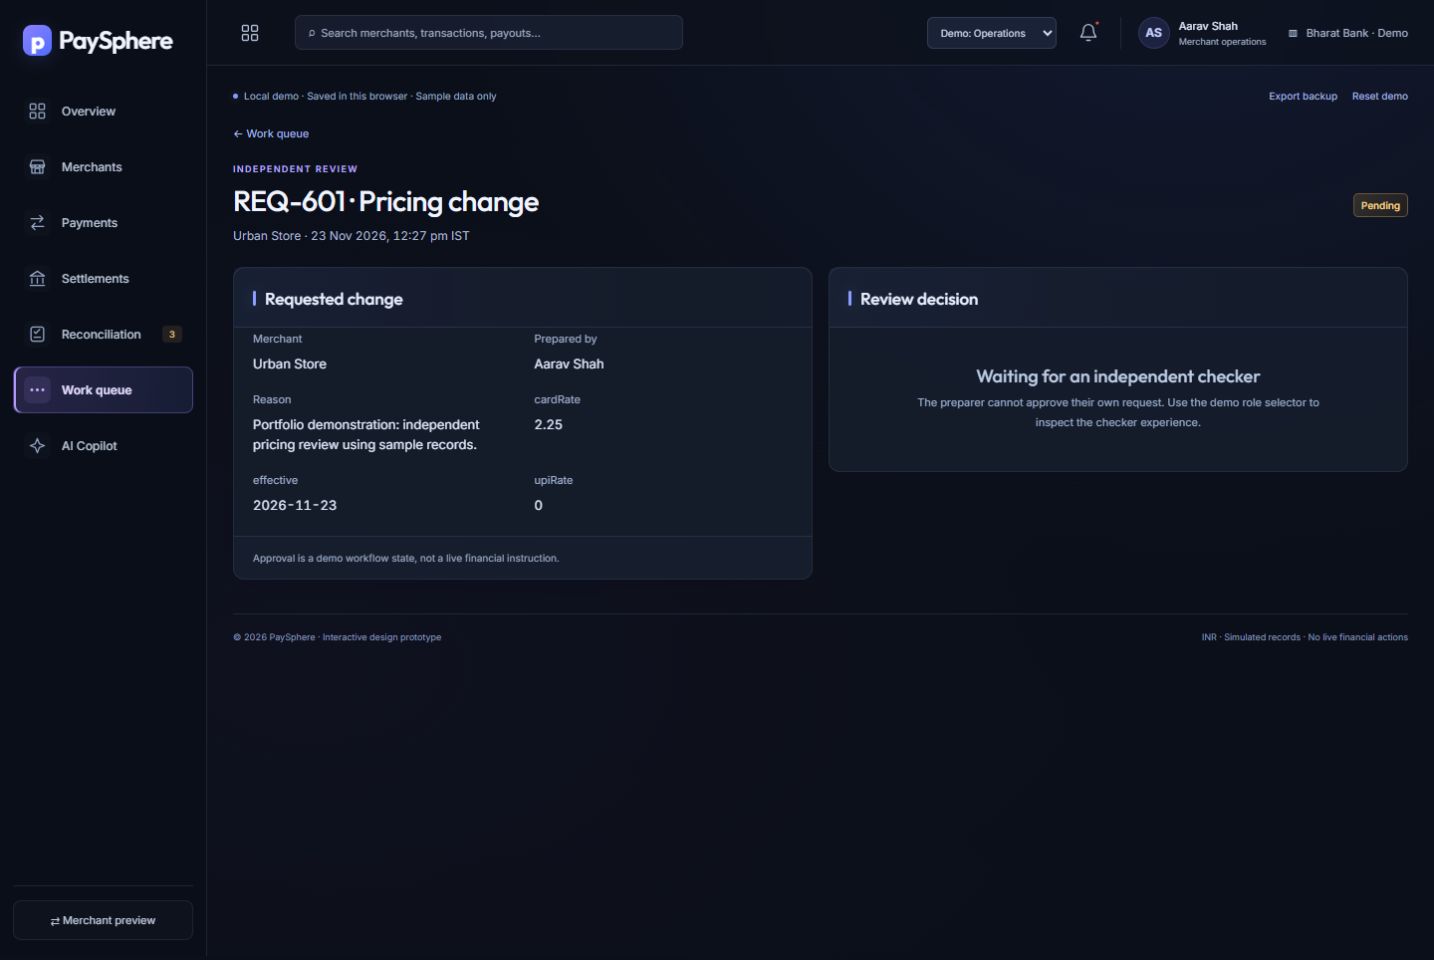 PaySphere
Search merchants, transactions, payouts...
Demo: Operations
AS
Aarav Shah
Merchant operations
Bharat Bank · Demo
Overview
Merchants
Payments
Settlements
Reconciliation 3
Work queue
AI Copilot
⇄ Merchant preview
Local demo · Saved in this browser · Sample data only
Export backup Reset demo
← Work queue
INDEPENDENT REVIEW
REQ-601 · Pricing change
Pending
Urban Store · 23 Nov 2026, 12:27 pm IST
Requested change
Merchant
Urban Store
Prepared by
Aarav Shah
Reason
Portfolio demonstration: independent
pricing review using sample records.
cardRate
2.25
effective
2026-11-23
upiRate
0
Approval is a demo workflow state, not a live financial instruction.
Review decision
Waiting for an independent checker
The preparer cannot approve their own request. Use the demo role selector to
inspect the checker experience.
© 2026 PaySphere · Interactive design prototype
INR · Simulated records · No live financial actions